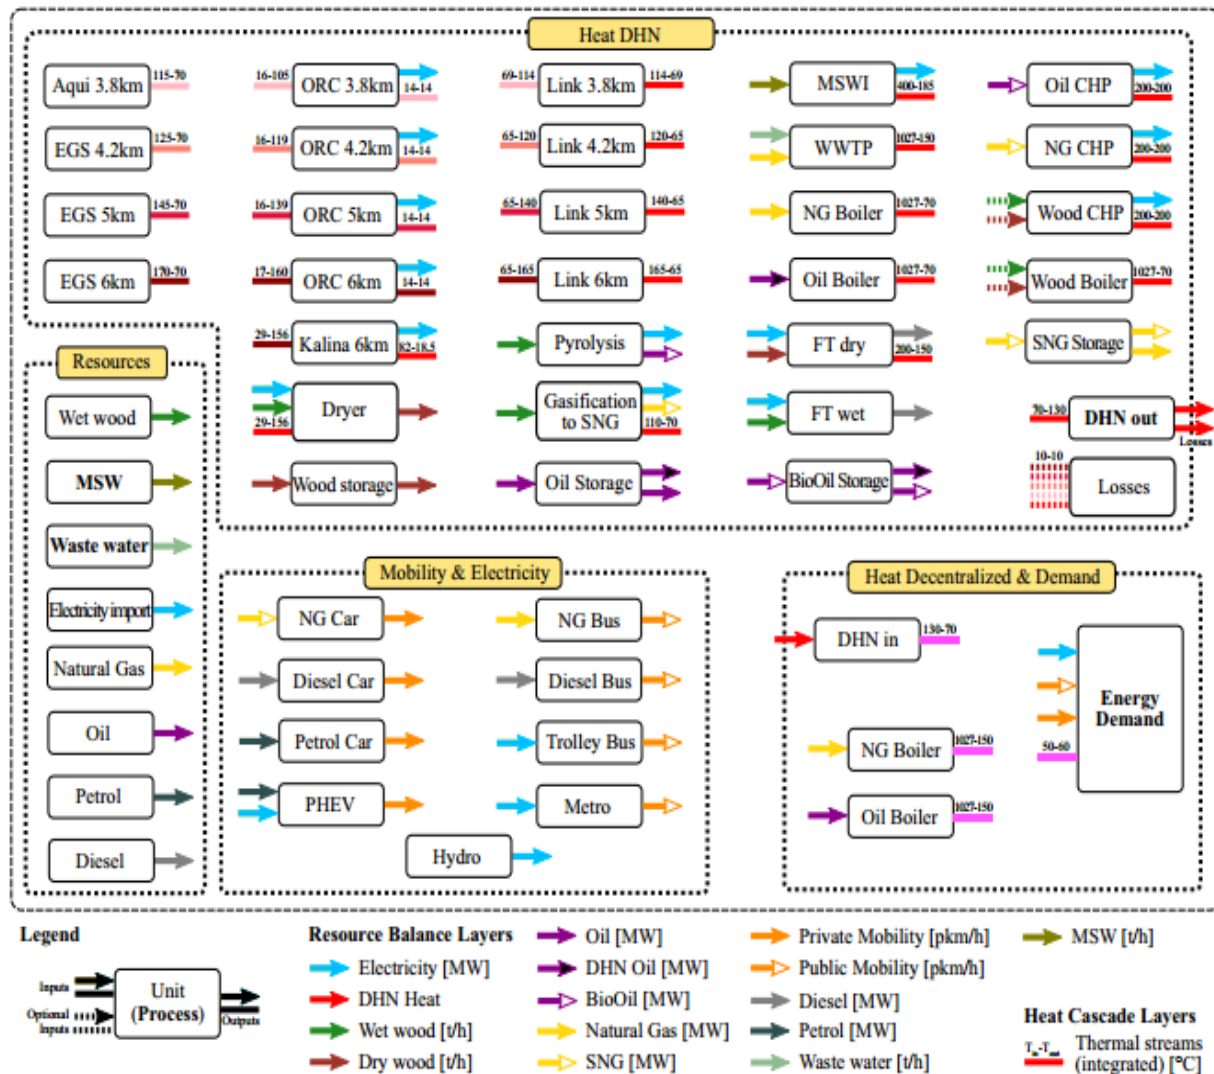 Heat DHN
Aqui 3.8km
115-70
16-105
ORC 3.8km
14-14
69-114
Link 3.8km
114-69
MSWI
400-185
Oil CHP
200-200
EGS 4.2km
125-70
16-119
ORC 4.2km
14-14
65-120
Link 4.2km
120-65
WWTP
1027-150
NG CHP
200-200
EGS 5km
145-70
16-139
ORC 5km
14-14
65-140
Link 5km
140-65
NG Boiler
1027-70
Wood CHP
200-200
EGS 6km
170-70
17-160
ORC 6km
14-14
65-165
Link 6km
165-65
Oil Boiler
1027-70
Wood Boiler
1027-70
29-156
Kalina 6km
82-18.5
Pyrolysis
FT dry
200-150
SNG Storage
Dryer
29-156
Gasification
to SNG
110-70
FT wet
70-130
DHN out
Losses
Wood storage
Oil Storage
BioOil Storage
10-10
Losses
Resources
Wet wood
MSW
Waste water
Electricity import
Natural Gas
Oil
Petrol
Diesel
Mobility & Electricity
NG Car
NG Bus
Diesel Car
Diesel Bus
Petrol Car
Trolley Bus
PHEV
Metro
Hydro
Heat Decentralized & Demand
DHN in
130-70
NG Boiler
1027-150
Oil Boiler
1027-150
50-60
Energy
Demand
Legend
Inputs
Optional
Inputs
Unit
(Process)
Outputs
Resource Balance Layers
Electricity [MW]
DHN Heat
Wet wood [t/h]
Dry wood [t/h]
Oil [MW]
DHN Oil [MW]
BioOil [MW]
Natural Gas [MW]
SNG [MW]
Private Mobility [pkm/h]
Public Mobility [pkm/h]
Diesel [MW]
Petrol [MW]
Waste water [t/h]
MSW [t/h]
Heat Cascade Layers
Tin-Tout
Thermal streams
(integrated) [°C]